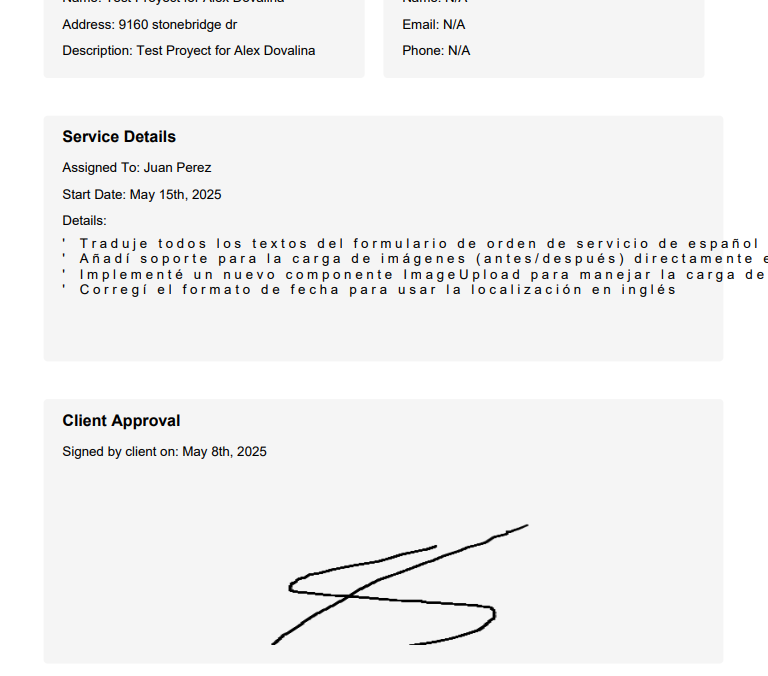 Name: Test Proyect for Alex Dovalina
Name: N/A
Address: 9160 stonebridge dr
Email: N/A
Description: Test Proyect for Alex Dovalina
Phone: N/A
Service Details
Assigned To: Juan Perez
Start Date: May 15th, 2025
Details:
' Traduje todos los textos del formulario de orden de servicio de español
' Añadí soporte para la carga de imágenes (antes/después) directamente
' Implementé un nuevo componente ImageUpload para manejar la carga de
' Corregí el formato de fecha para usar la localización en inglés
Client Approval
Signed by client on: May 8th, 2025